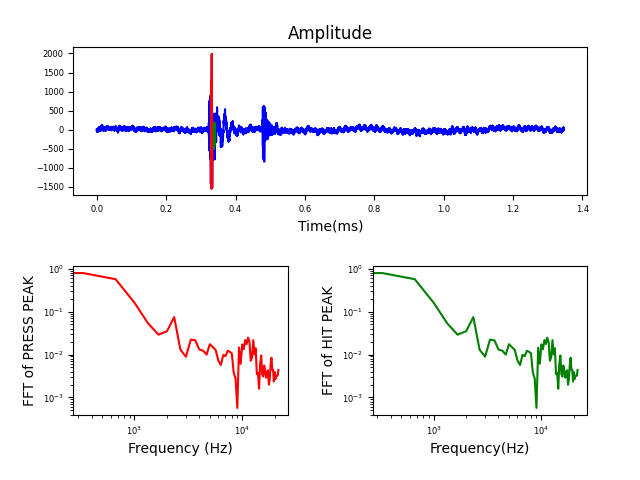 Amplitude
2000
1500
1000
500
0
−500
−1000
−1500
0.0 0.2 0.4 0.6 0.8 1.0 1.2 1.4
Time(ms)
FFT of PRESS PEAK
10⁰
10⁻¹
10⁻²
10⁻³
10³ 10⁴
Frequency (Hz)
FFT of HIT PEAK
10⁰
10⁻¹
10⁻²
10⁻³
10³ 10⁴
Frequency(Hz)